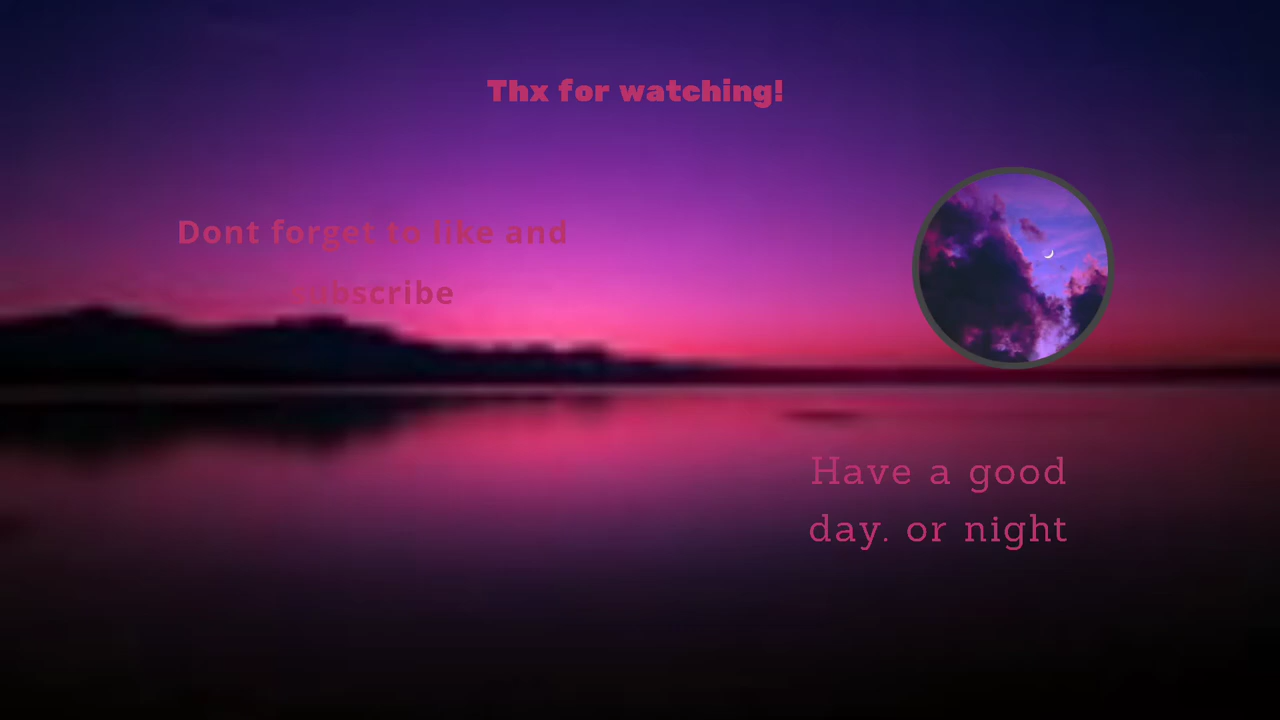 Thx for watching!
Dont forget to like and
subscribe
Have a good
day. or night